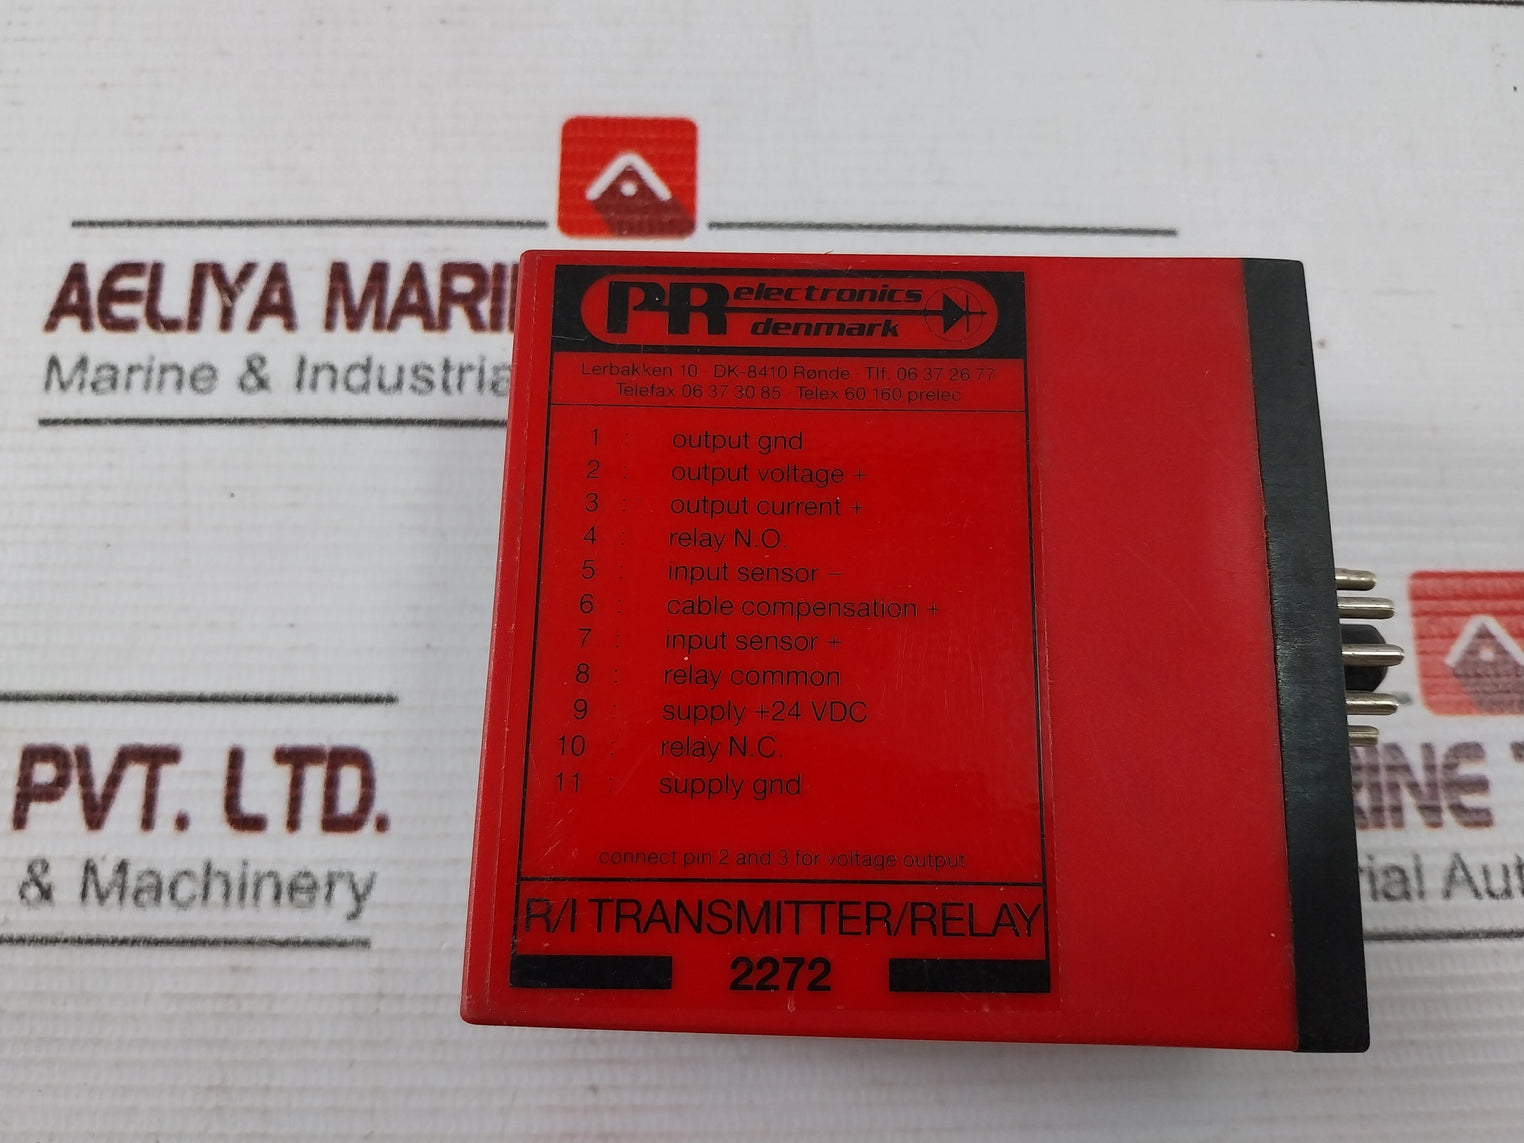 AELIYA MARI
Marine & Industria
PR electronics
denmark
Lerbakken 10 · DK-8410 Rønde · Tlf. 06 37 26 77
Telefax 06 37 30 85 · Telex 60 160 prelec
1 : output gnd
2 : output voltage +
3 : output current +
4 : relay N.O.
5 : input sensor -
6 : cable compensation +
7 : input sensor +
8 : relay common
9 : supply +24 VDC
10 : relay N.C.
11 : supply gnd
connect pin 2 and 3 for voltage output
R/I TRANSMITTER/RELAY
2272
PVT. LTD.
& Machinery
RINE T
rial Aut